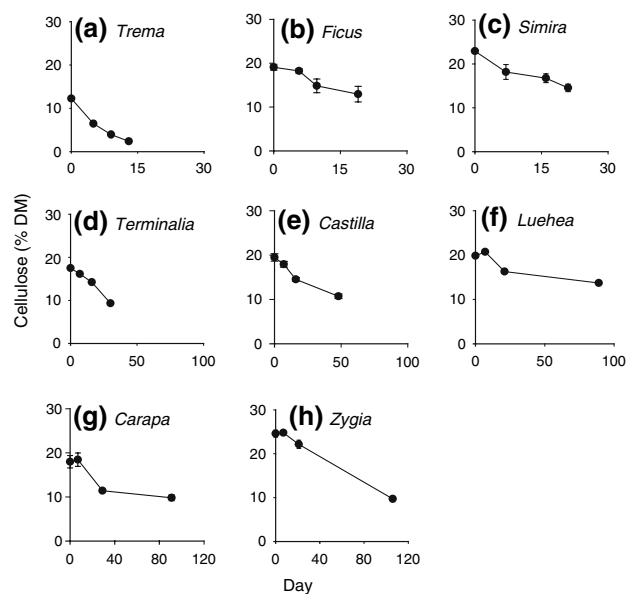 (a) Trema
30
20
10
0
0 15 30
(b) Ficus
30
20
10
0
0 15 30
(c) Simira
30
20
10
0
0 15 30
Cellulose (% DM)
(d) Terminalia
30
20
10
0
0 50 100
(e) Castilla
30
20
10
0
0 50 100
(f) Luehea
30
20
10
0
0 50 100
(g) Carapa
30
20
10
0
0 40 80 120
(h) Zygia
30
20
10
0
0 40 80 120
Day